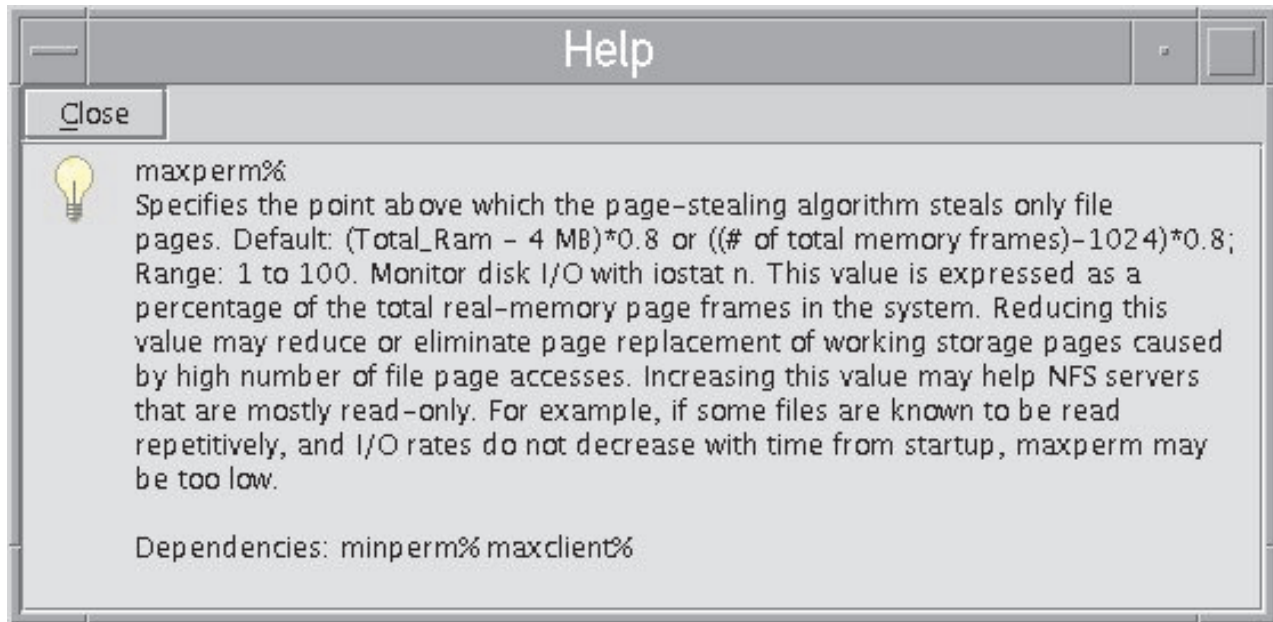 Help
Close
maxperm%:
Specifies the point above which the page-stealing algorithm steals only file
pages. Default: (Total_Ram - 4 MB)*0.8 or ((# of total memory frames)-1024)*0.8;
Range: 1 to 100. Monitor disk I/O with iostat n. This value is expressed as a
percentage of the total real-memory page frames in the system. Reducing this
value may reduce or eliminate page replacement of working storage pages caused
by high number of file page accesses. Increasing this value may help NFS servers
that are mostly read-only. For example, if some files are known to be read
repetitively, and I/O rates do not decrease with time from startup, maxperm may
be too low.
Dependencies: minperm% maxclient%